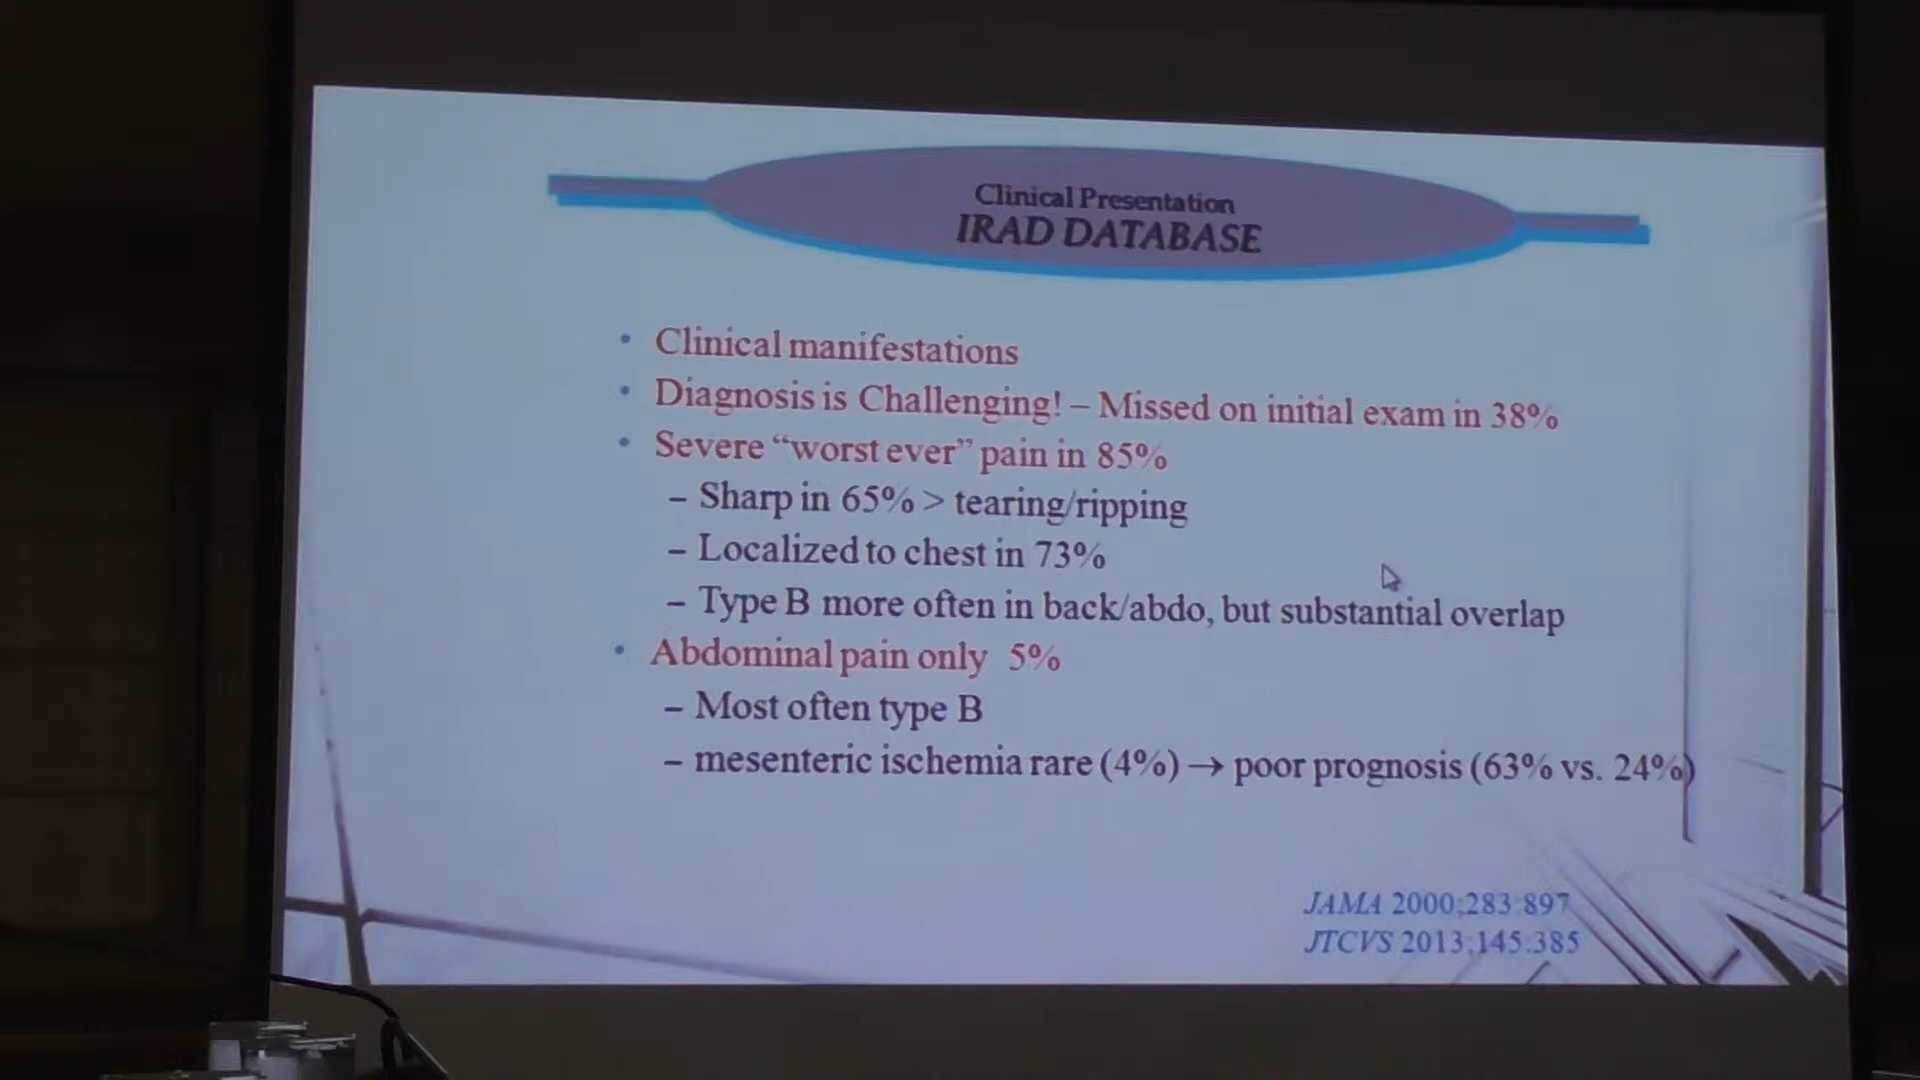 Clinical Presentation
IRAD DATABASE
• Clinical manifestations
• Diagnosis is Challenging! – Missed on initial exam in 38%
• Severe “worst ever” pain in 85%
– Sharp in 65% > tearing/ripping
– Localized to chest in 73%
– Type B more often in back/abdo, but substantial overlap
• Abdominal pain only 5%
– Most often type B
– mesenteric ischemia rare (4%) → poor prognosis (63% vs. 24%)
JAMA 2000;283:897
JTCVS 2013;145:385